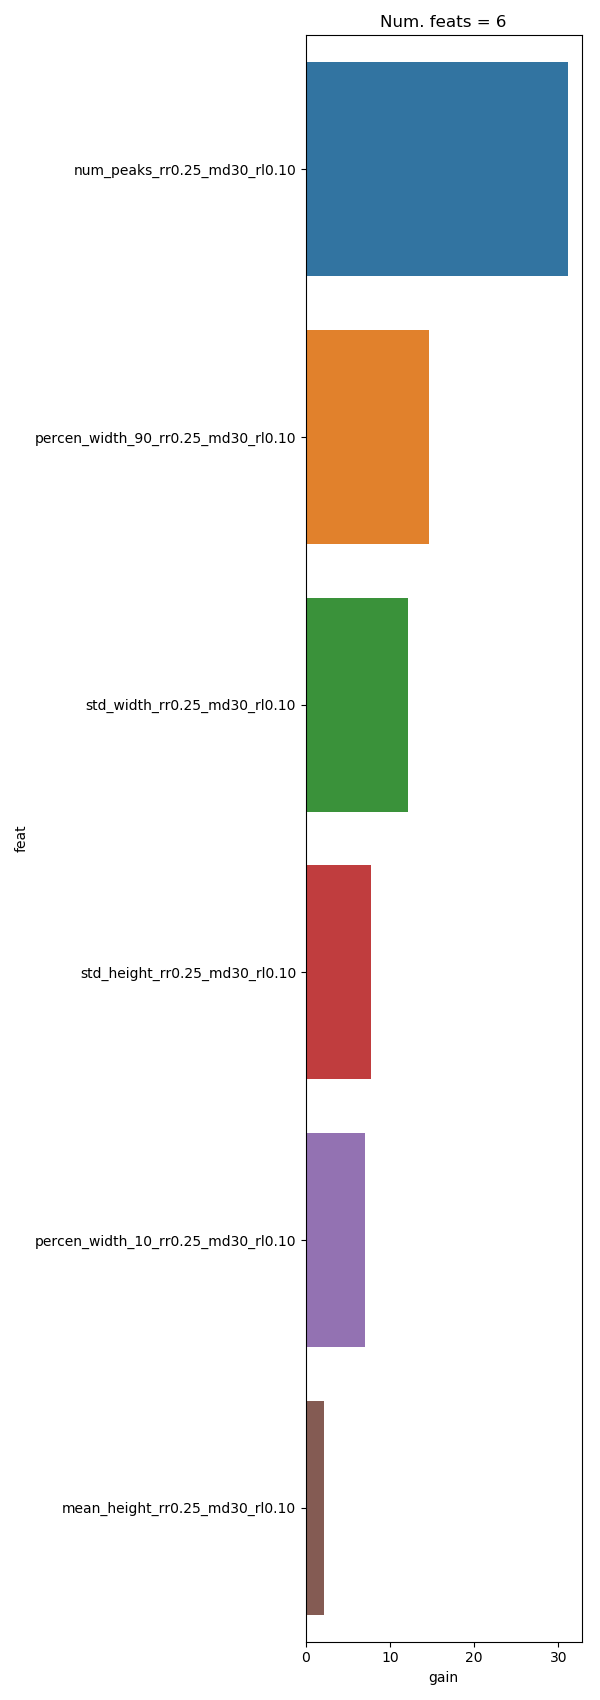 Num. feats = 6
num_peaks_rr0.25_md30_rl0.10
percen_width_90_rr0.25_md30_rl0.10
std_width_rr0.25_md30_rl0.10
feat
std_height_rr0.25_md30_rl0.10
percen_width_10_rr0.25_md30_rl0.10
mean_height_rr0.25_md30_rl0.10
0 10 20 30
gain